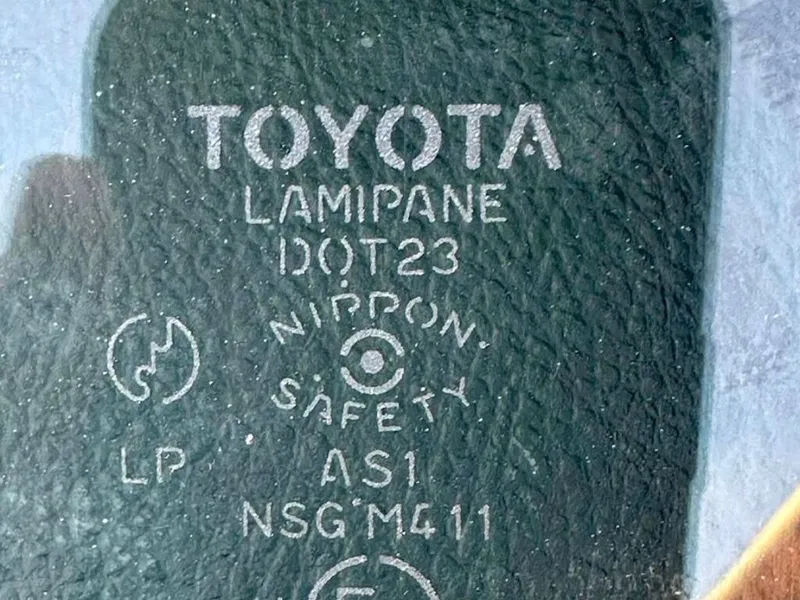 TOYOTA
LAMIPANE
DOT23
NIPPON.
SAFETY
LP
AS1
NSG M411